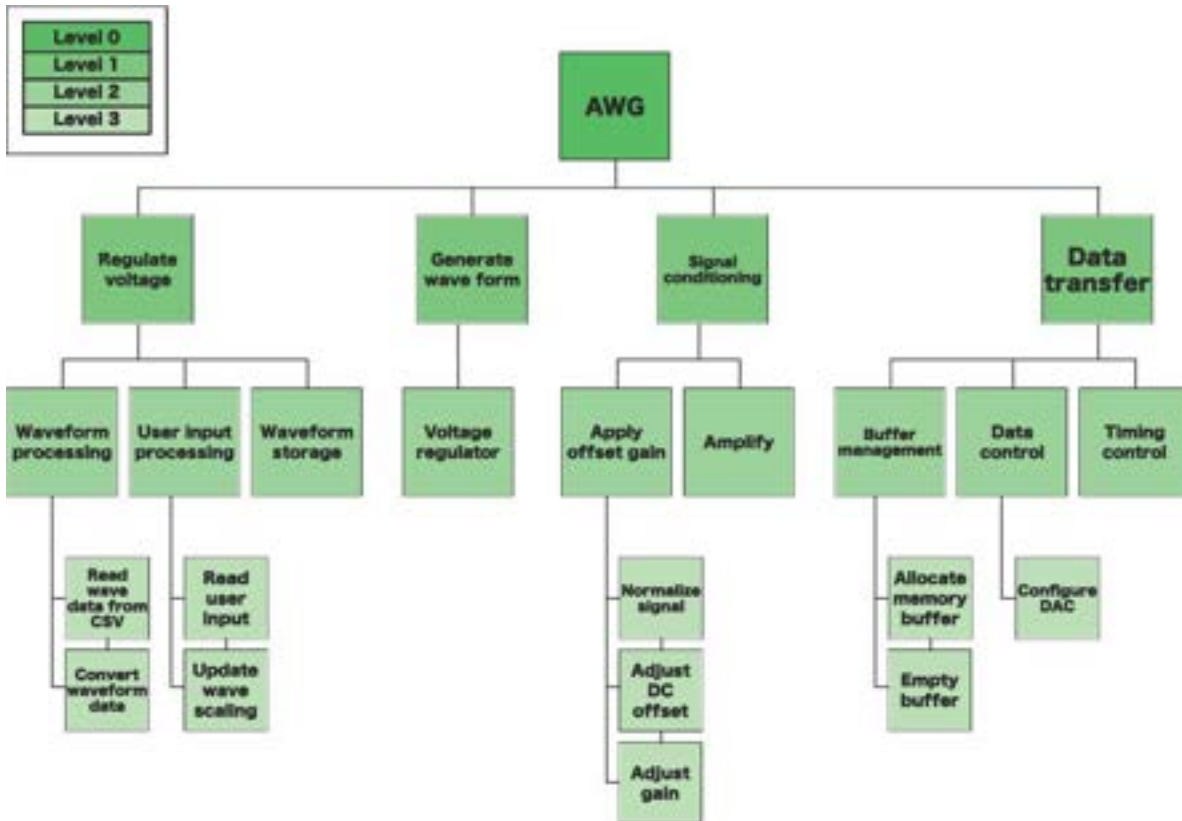 Level 0
Level 1
Level 2
Level 3
AWG
Regulate
voltage
Generate
wave form
Signal
conditioning
Data
transfer
Waveform
processing
User input
processing
Waveform
storage
Voltage
regulator
Apply
offset gain
Amplify
Buffer
management
Data
control
Timing
control
Read
wave
data from
CSV
Convert
waveform
data
Read
user
input
Update
wave
scaling
Normalize
signal
Adjust
DC
offset
Adjust
gain
Allocate
memory
buffer
Empty
buffer
Configure
DAC